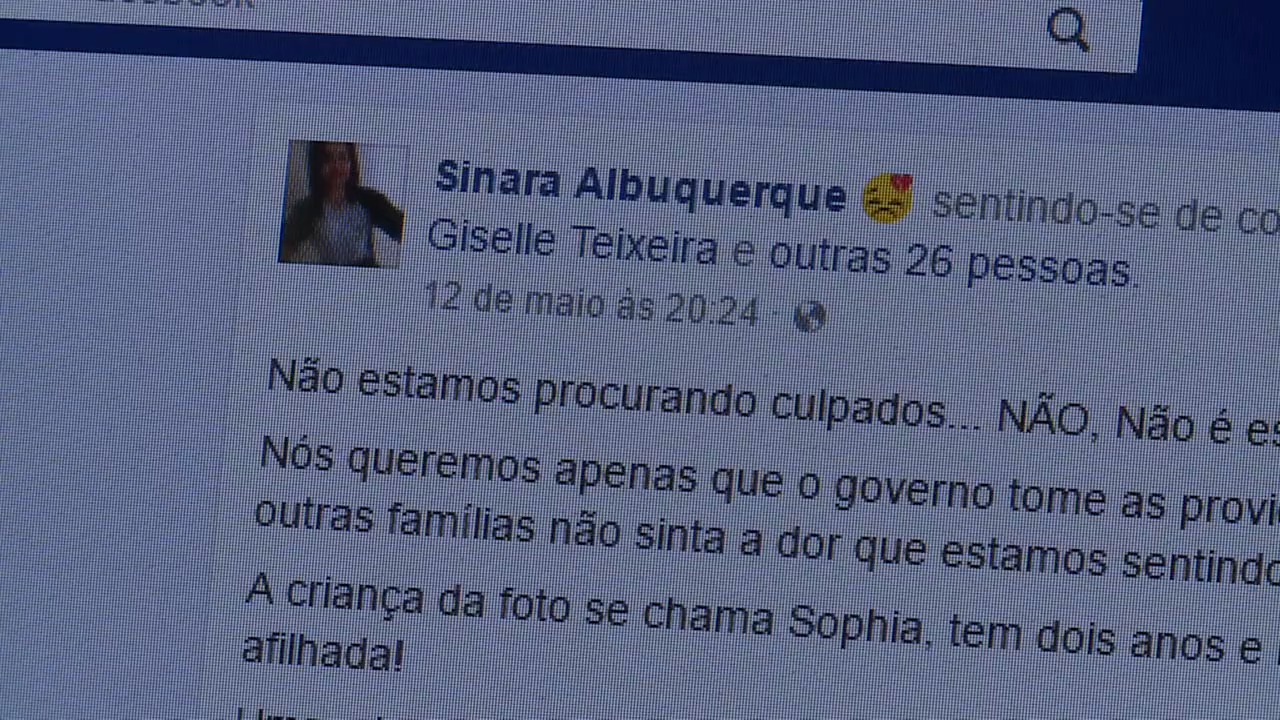 Sinara Albuquerque sentindo-se de
Giselle Teixeira e outras 26 pessoas.
12 de maio às 20:24 ·
Não estamos procurando culpados... NÃO, Não é
Nós queremos apenas que o governo tome as
outras famílias não sinta a dor que estamos sentindo
A criança da foto se chama Sophia, tem dois anos e
afilhada!